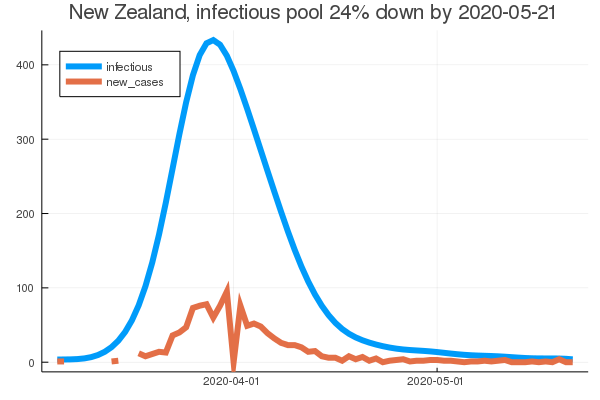 New Zealand, infectious pool 24% down by 2020-05-21
infectious
new_cases
400
300
200
100
0
2020-04-01
2020-05-01